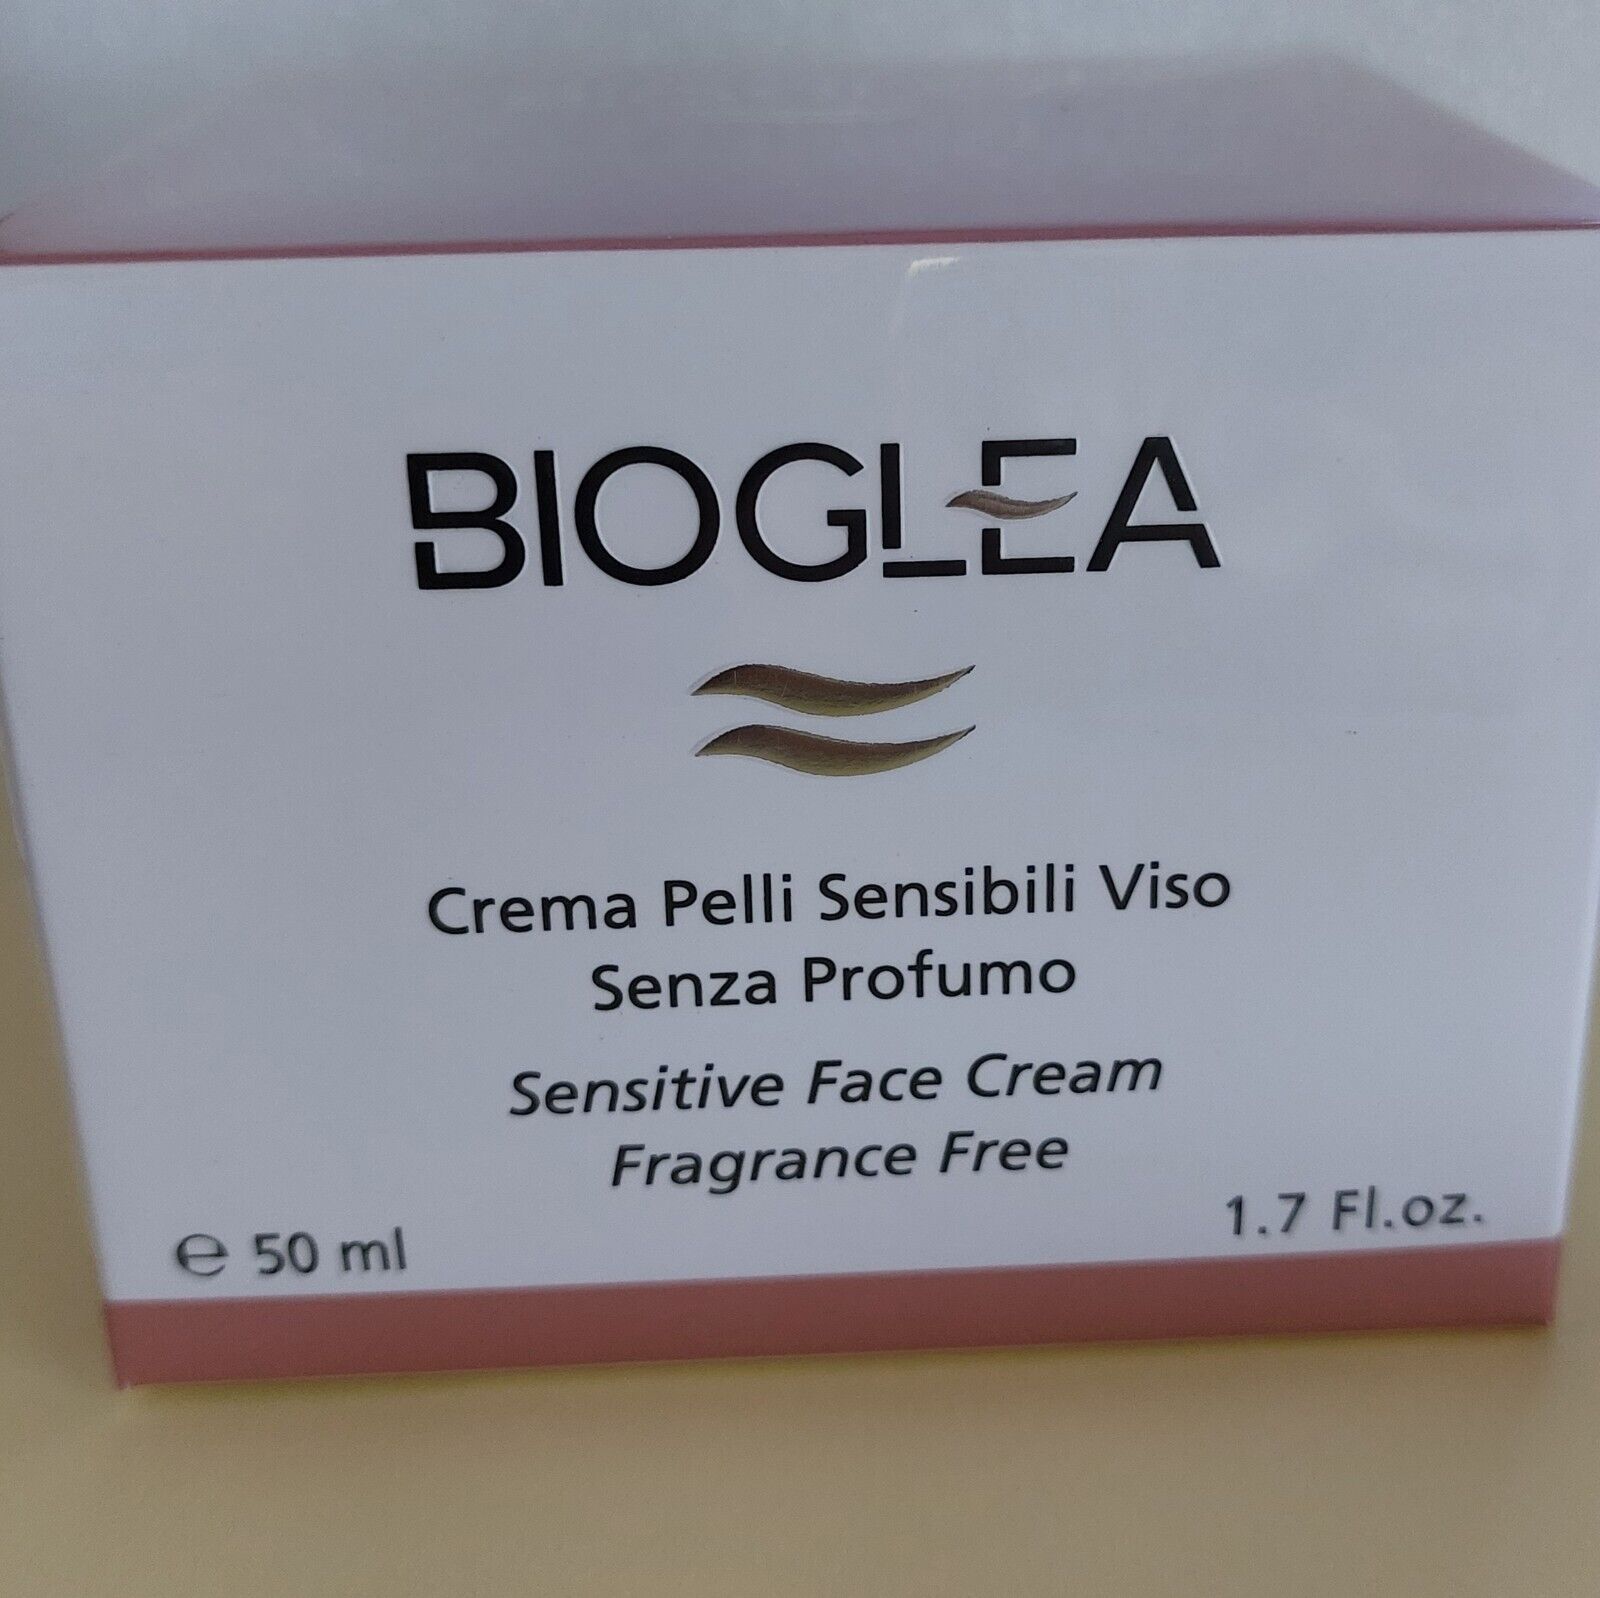 BIOGLEA
Crema Pelli Sensibili Viso
Senza Profumo
Sensitive Face Cream
Fragrance Free
℮ 50 ml
1.7 Fl.oz.